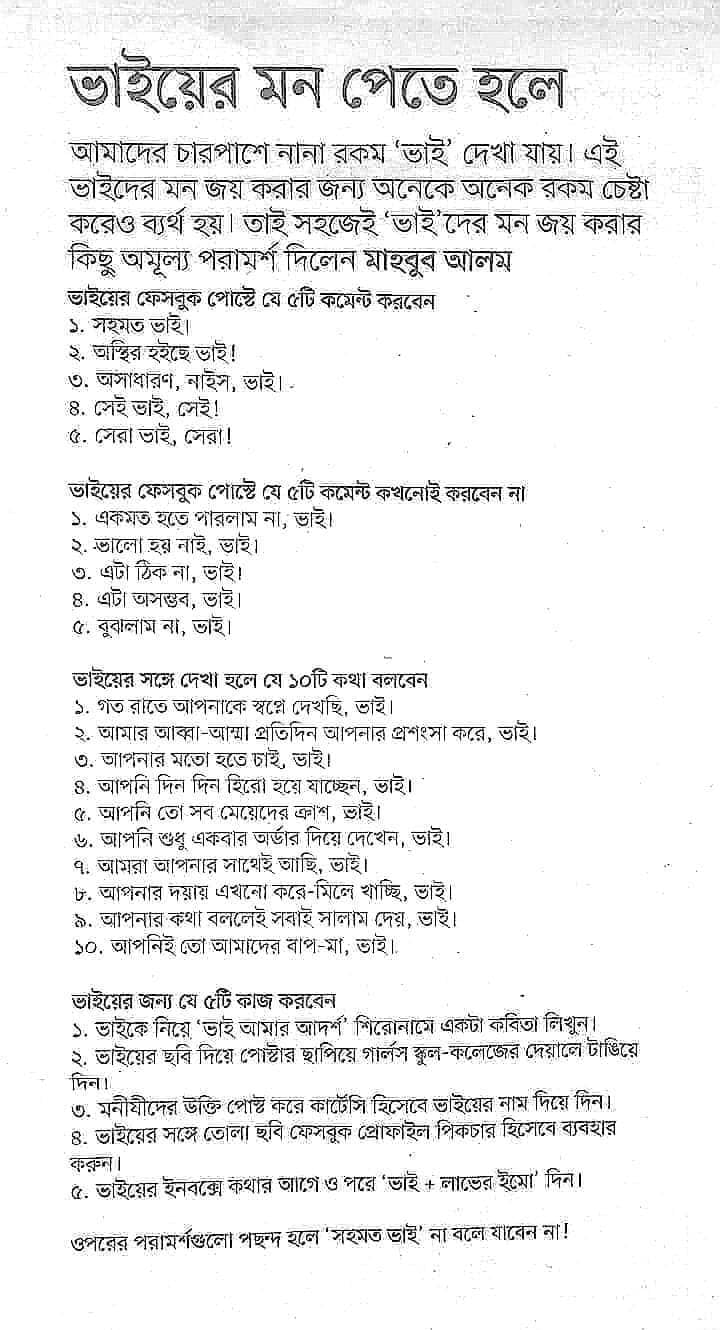 ভাইয়ের মন পেতে হলে
আমাদের চারপাশে নানা রকম ‘ভাই’ দেখা যায়। এই
ভাইদের মন জয় করার জন্য অনেকে অনেক রকম চেষ্টা
করেও ব্যর্থ হয়। তাই সহজেই ‘ভাই’দের মন জয় করার
কিছু অমূল্য পরামর্শ দিলেন মাহবুব আলম
ভাইয়ের ফেসবুক পোস্টে যে ৫টি কমেন্ট করবেন
১. সহমত ভাই।
২. অস্থির হইছে ভাই!
৩. অসাধারণ, নাইস, ভাই।
৪. সেই ভাই, সেই!
৫. সেরা ভাই, সেরা!
ভাইয়ের ফেসবুক পোস্টে যে ৫টি কমেন্ট কখনোই করবেন না
১. একমত হতে পারলাম না, ভাই।
২. ভালো হয় নাই, ভাই।
৩. এটা ঠিক না, ভাই।
৪. এটা অসম্ভব, ভাই।
৫. বুঝলাম না, ভাই।
ভাইয়ের সঙ্গে দেখা হলে যে ১০টি কথা বলবেন
১. গত রাতে আপনাকে স্বপ্নে দেখছি, ভাই।
২. আমার আব্বা-আম্মা প্রতিদিন আপনার প্রশংসা করে, ভাই।
৩. আপনার মতো হতে চাই, ভাই।
৪. আপনি দিন দিন হিরো হয়ে যাচ্ছেন, ভাই।
৫. আপনি তো সব মেয়েদের ক্রাশ, ভাই।
৬. আপনি শুধু একবার অর্ডার দিয়ে দেখেন, ভাই।
৭. আমরা আপনার সাথেই আছি, ভাই।
৮. আপনার দয়ায় এখনো করে-মিলে খাচ্ছি, ভাই।
৯. আপনার কথা বললেই সবাই সালাম দেয়, ভাই।
১০. আপনিই তো আমাদের বাপ-মা, ভাই।
ভাইয়ের জন্য যে ৫টি কাজ করবেন
১. ভাইকে নিয়ে ‘ভাই আমার আদর্শ’ শিরোনামে একটা কবিতা লিখুন।
২. ভাইয়ের ছবি দিয়ে পোস্টার ছাপিয়ে গার্লস স্কুল-কলেজের দেয়ালে টাঙিয়ে
দিন।
৩. মনীষীদের উক্তি পোস্ট করে কার্টেসি হিসেবে ভাইয়ের নাম দিয়ে দিন।
৪. ভাইয়ের সঙ্গে তোলা ছবি ফেসবুক প্রোফাইল পিকচার হিসেবে ব্যবহার
করুন।
৫. ভাইয়ের ইনবক্সে কথার আগে ও পরে ‘ভাই + লাভের ইমো’ দিন।
ওপরের পরামর্শগুলো পছন্দ হলে ‘সহমত ভাই’ না বলে যাবেন না!